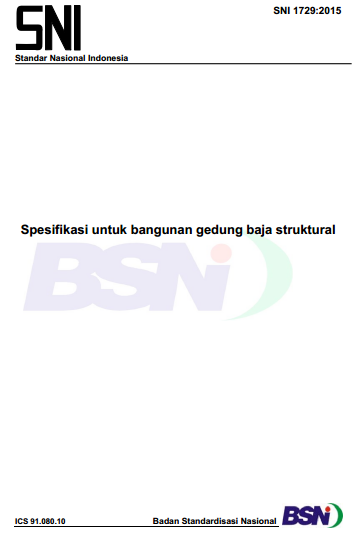 SNI
SNI 1729:2015
Standar Nasional Indonesia
Spesifikasi untuk bangunan gedung baja struktural
BSN
ICS 91.080.10
Badan Standardisasi Nasional
BSN